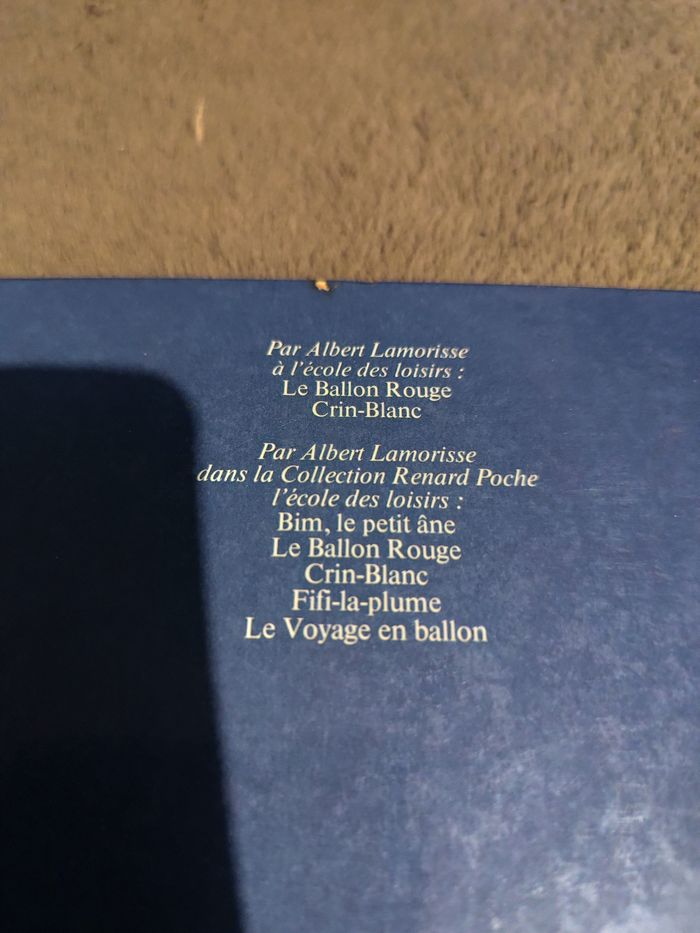 Par Albert Lamorisse
à l'école des loisirs :
Le Ballon Rouge
Crin-Blanc
Par Albert Lamorisse
dans la Collection Renard Poche
l'école des loisirs :
Bim, le petit âne
Le Ballon Rouge
Crin-Blanc
Fifi-la-plume
Le Voyage en ballon